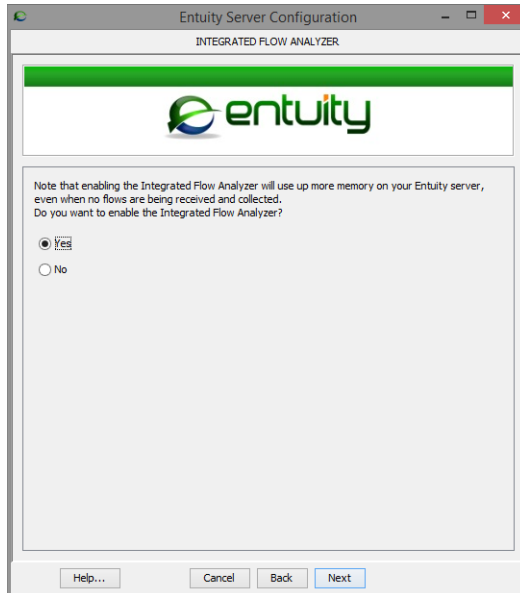 Entuity Server Configuration
INTEGRATED FLOW ANALYZER
entuity
Note that enabling the Integrated Flow Analyzer will use up more memory on your Entuity server,
even when no flows are being received and collected.
Do you want to enable the Integrated Flow Analyzer?
Yes
No
Help...
Cancel
Back
Next